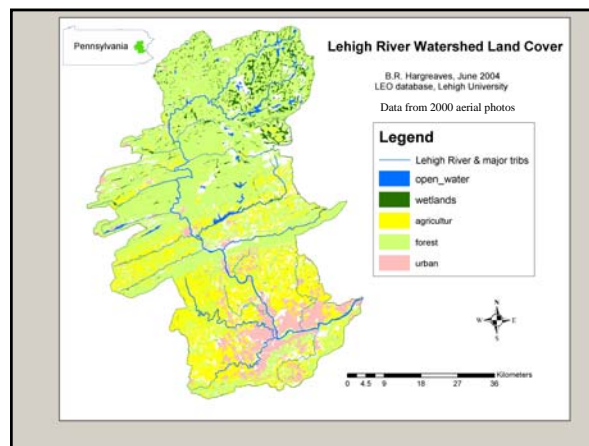 Pennsylvania
Lehigh River Watershed Land Cover
B.R. Hargreaves, June 2004
LEO database, Lehigh University
Data from 2000 aerial photos
Legend
Lehigh River & major tribs
open_water
wetlands
agricultur
forest
urban
N
W E
S
Kilometers
0 4.5 9 18 27 36